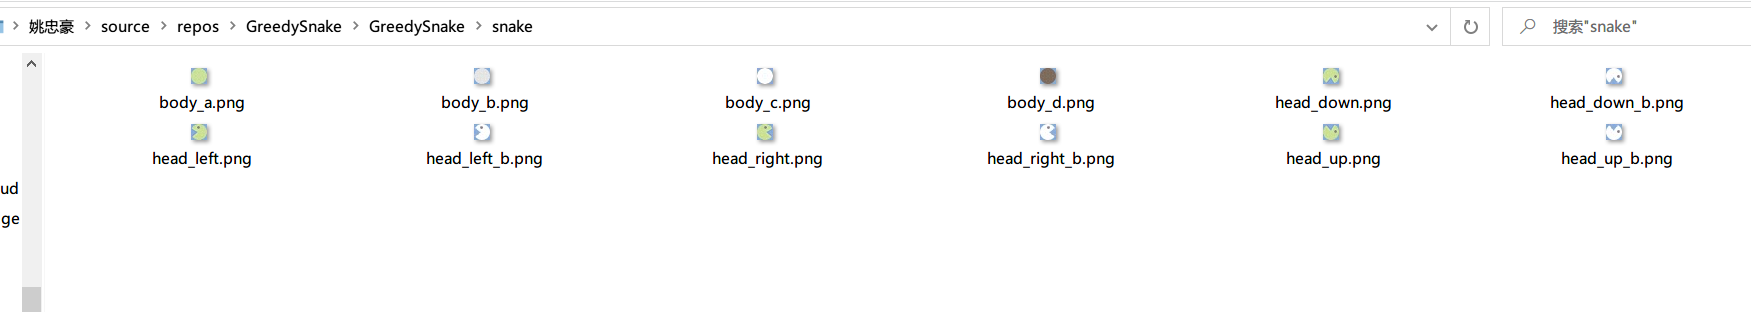 姚忠豪 > source > repos > GreedySnake > GreedySnake > snake 搜索"snake"
body_a.png body_b.png body_c.png body_d.png head_down.png head_down_b.png
head_left.png head_left_b.png head_right.png head_right_b.png head_up.png head_up_b.png
ud
ge